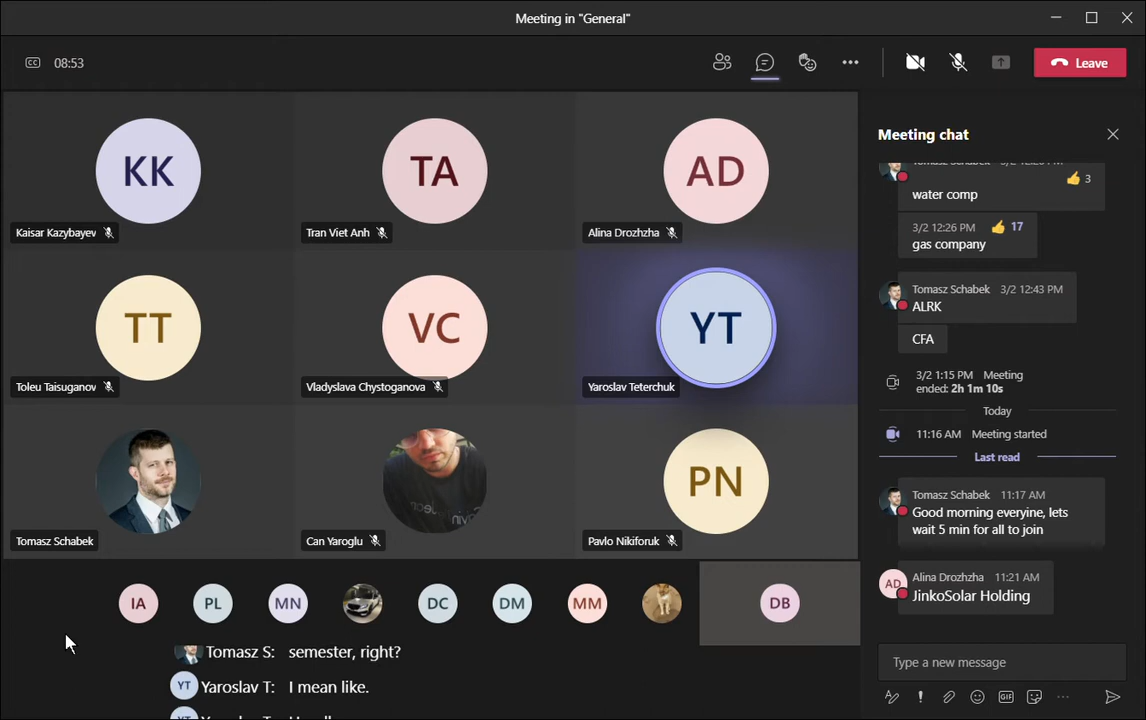 Meeting in "General"
CC 08:53
Leave
KK
Kaisar Kazybayev
TA
Tran Viet Anh
AD
Alina Drozhzha
TT
Toleu Taisuganov
VC
Vladyslava Chystoganova
YT
Yaroslav Teterchuk
Tomasz Schabek
Can Yaroglu
PN
Pavlo Nikiforuk
IA PL MN DC DM MM DB
Tomasz S: semester, right?
YT Yaroslav T: I mean like.
Meeting chat
Tomasz Schabek
3
water comp
3/2 12:26 PM 17
gas company
Tomasz Schabek 3/2 12:43 PM
ALRK
CFA
3/2 1:15 PM Meeting
ended: 2h 1m 10s
Today
11:16 AM Meeting started
Last read
Tomasz Schabek 11:17 AM
Good morning everyine, lets
wait 5 min for all to join
AD Alina Drozhzha 11:21 AM
JinkoSolar Holding
Type a new message
GIF